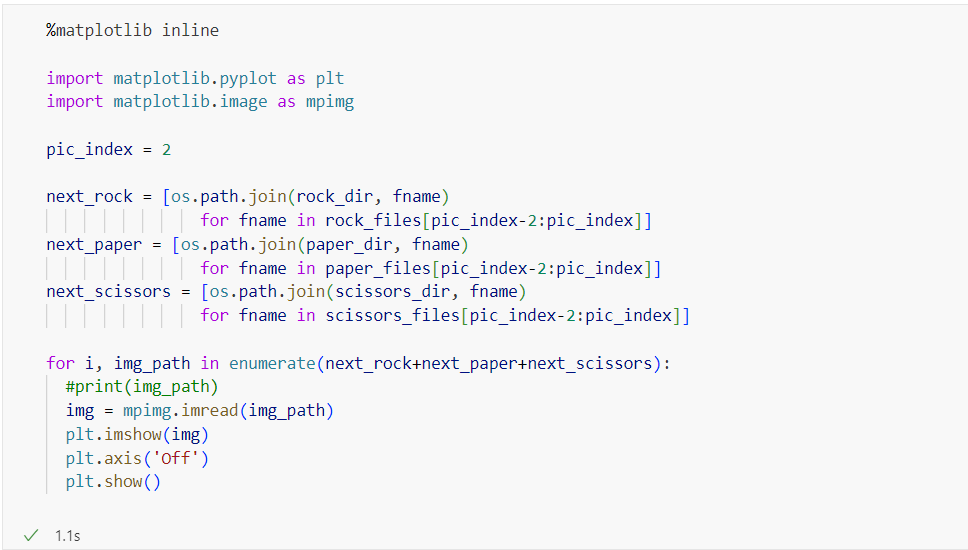 %matplotlib inline
import matplotlib.pyplot as plt
import matplotlib.image as mpimg
pic_index = 2
next_rock = [os.path.join(rock_dir, fname)
for fname in rock_files[pic_index-2:pic_index]]
next_paper = [os.path.join(paper_dir, fname)
for fname in paper_files[pic_index-2:pic_index]]
next_scissors = [os.path.join(scissors_dir, fname)
for fname in scissors_files[pic_index-2:pic_index]]
for i, img_path in enumerate(next_rock+next_paper+next_scissors):
#print(img_path)
img = mpimg.imread(img_path)
plt.imshow(img)
plt.axis('Off')
plt.show()
1.1s